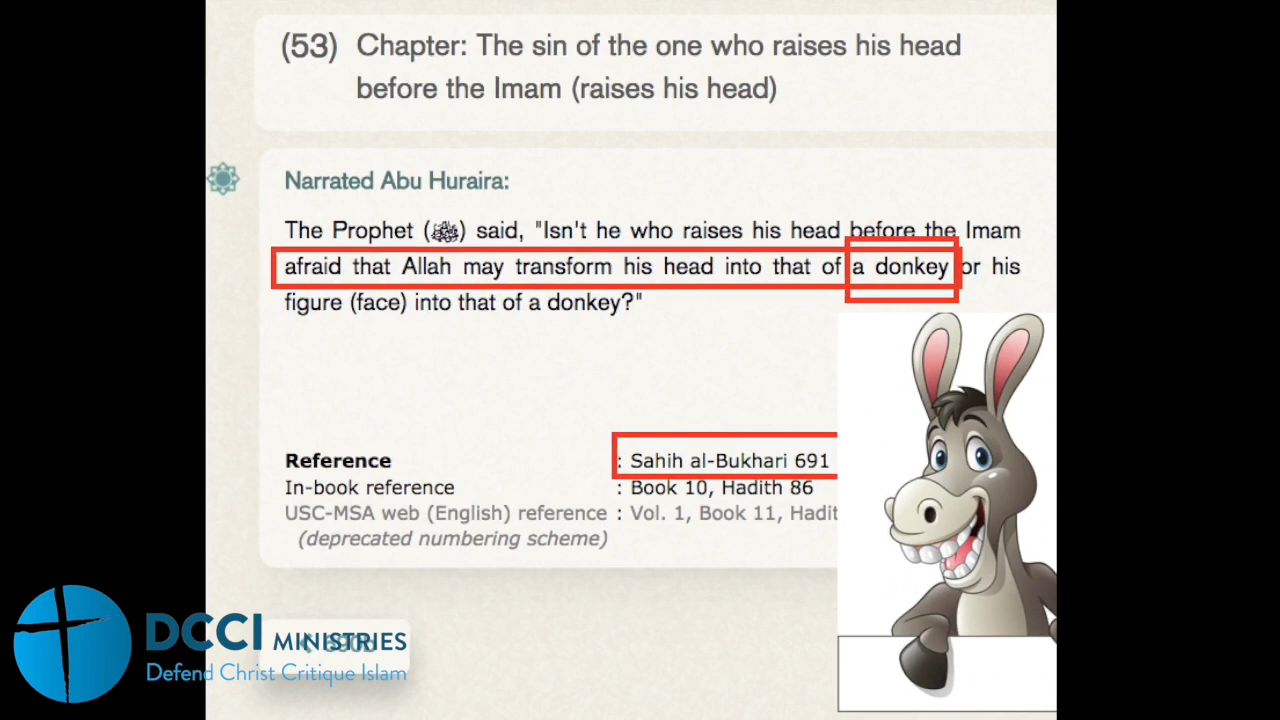 (53) Chapter: The sin of the one who raises his head
before the Imam (raises his head)
Narrated Abu Huraira:
The Prophet (ﷺ) said, "Isn't he who raises his head before the Imam
afraid that Allah may transform his head into that of a donkey or his
figure (face) into that of a donkey?"
Reference : Sahih al-Bukhari 691
In-book reference : Book 10, Hadith 86
USC-MSA web (English) reference : Vol. 1, Book 11, Hadit
(deprecated numbering scheme)
DCCI MINISTRIES
Defend Christ Critique Islam